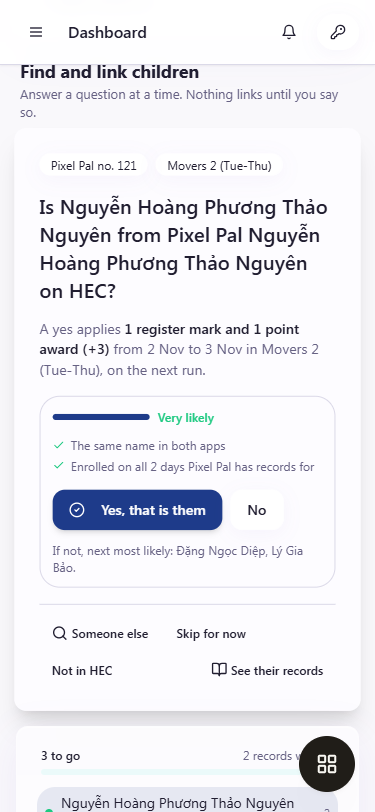 Dashboard
Find and link children
Answer a question at a time. Nothing links until you say
so.
Pixel Pal no. 121
Movers 2 (Tue-Thu)
Is Nguyễn Hoàng Phương Thảo
Nguyên from Pixel Pal Nguyễn
Hoàng Phương Thảo Nguyên
on HEC?
A yes applies 1 register mark and 1 point
award (+3) from 2 Nov to 3 Nov in Movers 2
(Tue-Thu), on the next run.
Very likely
The same name in both apps
Enrolled on all 2 days Pixel Pal has records for
Yes, that is them
No
If not, next most likely: Đặng Ngọc Diệp, Lý Gia
Bảo.
Someone else
Skip for now
Not in HEC
See their records
3 to go
2 records
Nguyễn Hoàng Phương Thảo Nguyên